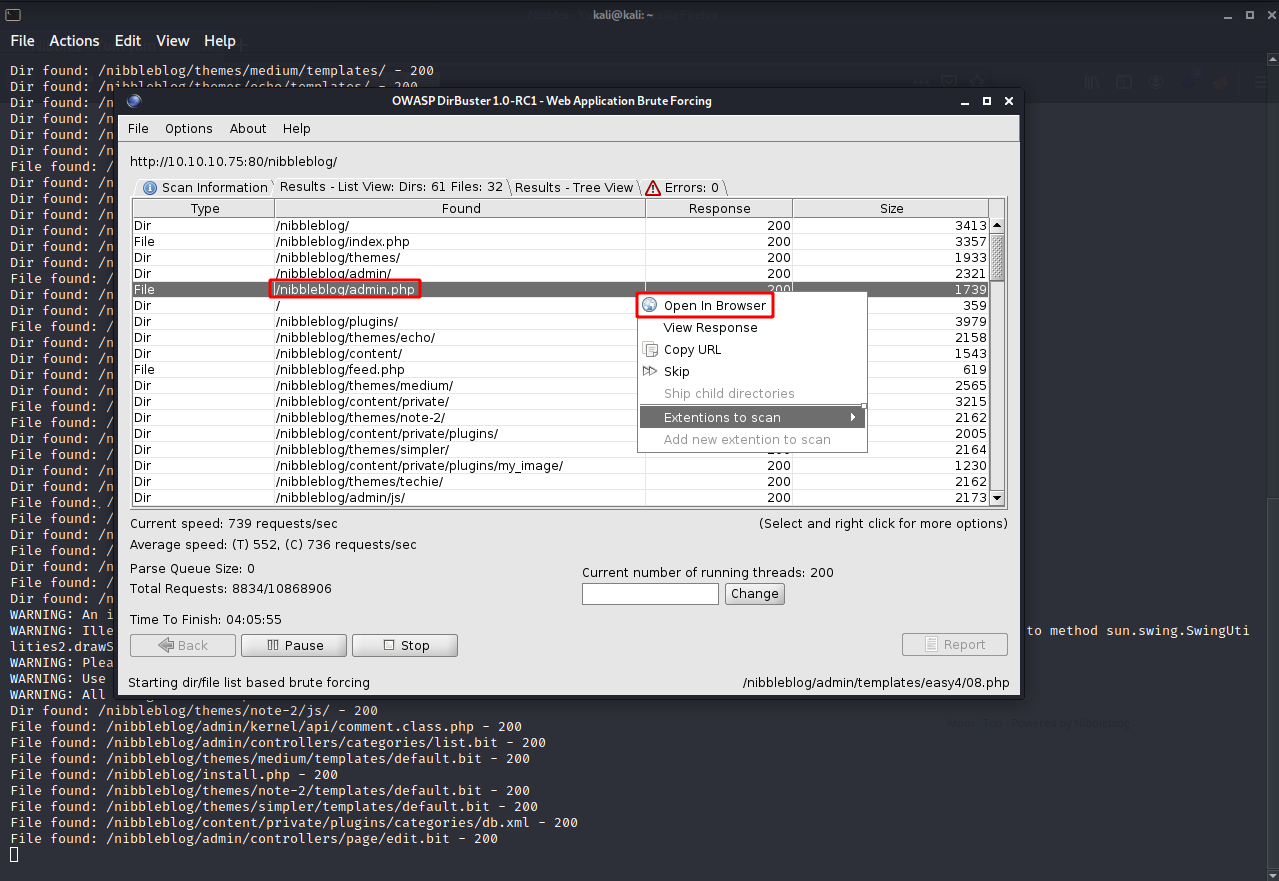 kali@kali: ~
File Actions Edit View Help
Dir found: /nibbleblog/themes/medium/templates/ - 200
Dir found: /nibbleblog/themes/echo/templates/ - 200
Dir found: /
Dir found: /n
Dir found: /n
Dir found: /n
File found: /
Dir found: /n
Dir found: /n
Dir found: /n
Dir found: /n
Dir found: /n
Dir found: /n
File found: /
Dir found: /n
Dir found: /n
File found: /
Dir found: /n
File found: /
Dir found: /n
Dir found: /n
File found: /
File found: /
Dir found: /n
File found: /
Dir found: /n
Dir found: /n
File found: /
File found: /
Dir found: /n
File found: /
Dir found: /n
File found: /
Dir found: /n
WARNING: An i
WARNING: Ille
to method sun.swing.SwingUti
lities2.drawS
WARNING: Plea
WARNING: Use
WARNING: All
OWASP DirBuster 1.0-RC1 - Web Application Brute Forcing
File Options About Help
http://10.10.10.75:80/nibbleblog/
Scan Information Results - List View: Dirs: 61 Files: 32 Results - Tree View Errors: 0
Type Found Response Size
Dir /nibbleblog/ 200 3413
File /nibbleblog/index.php 200 3357
Dir /nibbleblog/themes/ 200 1933
Dir /nibbleblog/admin/ 200 2321
File /nibbleblog/admin.php 200 1739
Dir / 359
Dir /nibbleblog/plugins/ 3979
Dir /nibbleblog/themes/echo/ 2158
Dir /nibbleblog/content/ 1543
File /nibbleblog/feed.php 619
Dir /nibbleblog/themes/medium/ 2565
Dir /nibbleblog/content/private/ 3215
Dir /nibbleblog/themes/note-2/ 2162
Dir /nibbleblog/content/private/plugins/ 2005
Dir /nibbleblog/themes/simpler/ 2164
Dir /nibbleblog/content/private/plugins/my_image/ 200 1230
Dir /nibbleblog/themes/techie/ 200 2162
Dir /nibbleblog/admin/js/ 200 2173
Open In Browser
View Response
Copy URL
Skip
Ship child directories
Extentions to scan
Add new extention to scan
Current speed: 739 requests/sec (Select and right click for more options)
Average speed: (T) 552, (C) 736 requests/sec
Parse Queue Size: 0 Current number of running threads: 200
Total Requests: 8834/10868906
Change
Time To Finish: 04:05:55
Back Pause Stop Report
Starting dir/file list based brute forcing /nibbleblog/admin/templates/easy4/08.php
Dir found: /nibbleblog/themes/note-2/js/ - 200
File found: /nibbleblog/admin/kernel/api/comment.class.php - 200
File found: /nibbleblog/admin/controllers/categories/list.bit - 200
File found: /nibbleblog/themes/medium/templates/default.bit - 200
File found: /nibbleblog/install.php - 200
File found: /nibbleblog/themes/note-2/templates/default.bit - 200
File found: /nibbleblog/themes/simpler/templates/default.bit - 200
File found: /nibbleblog/content/private/plugins/categories/db.xml - 200
File found: /nibbleblog/admin/controllers/page/edit.bit - 200